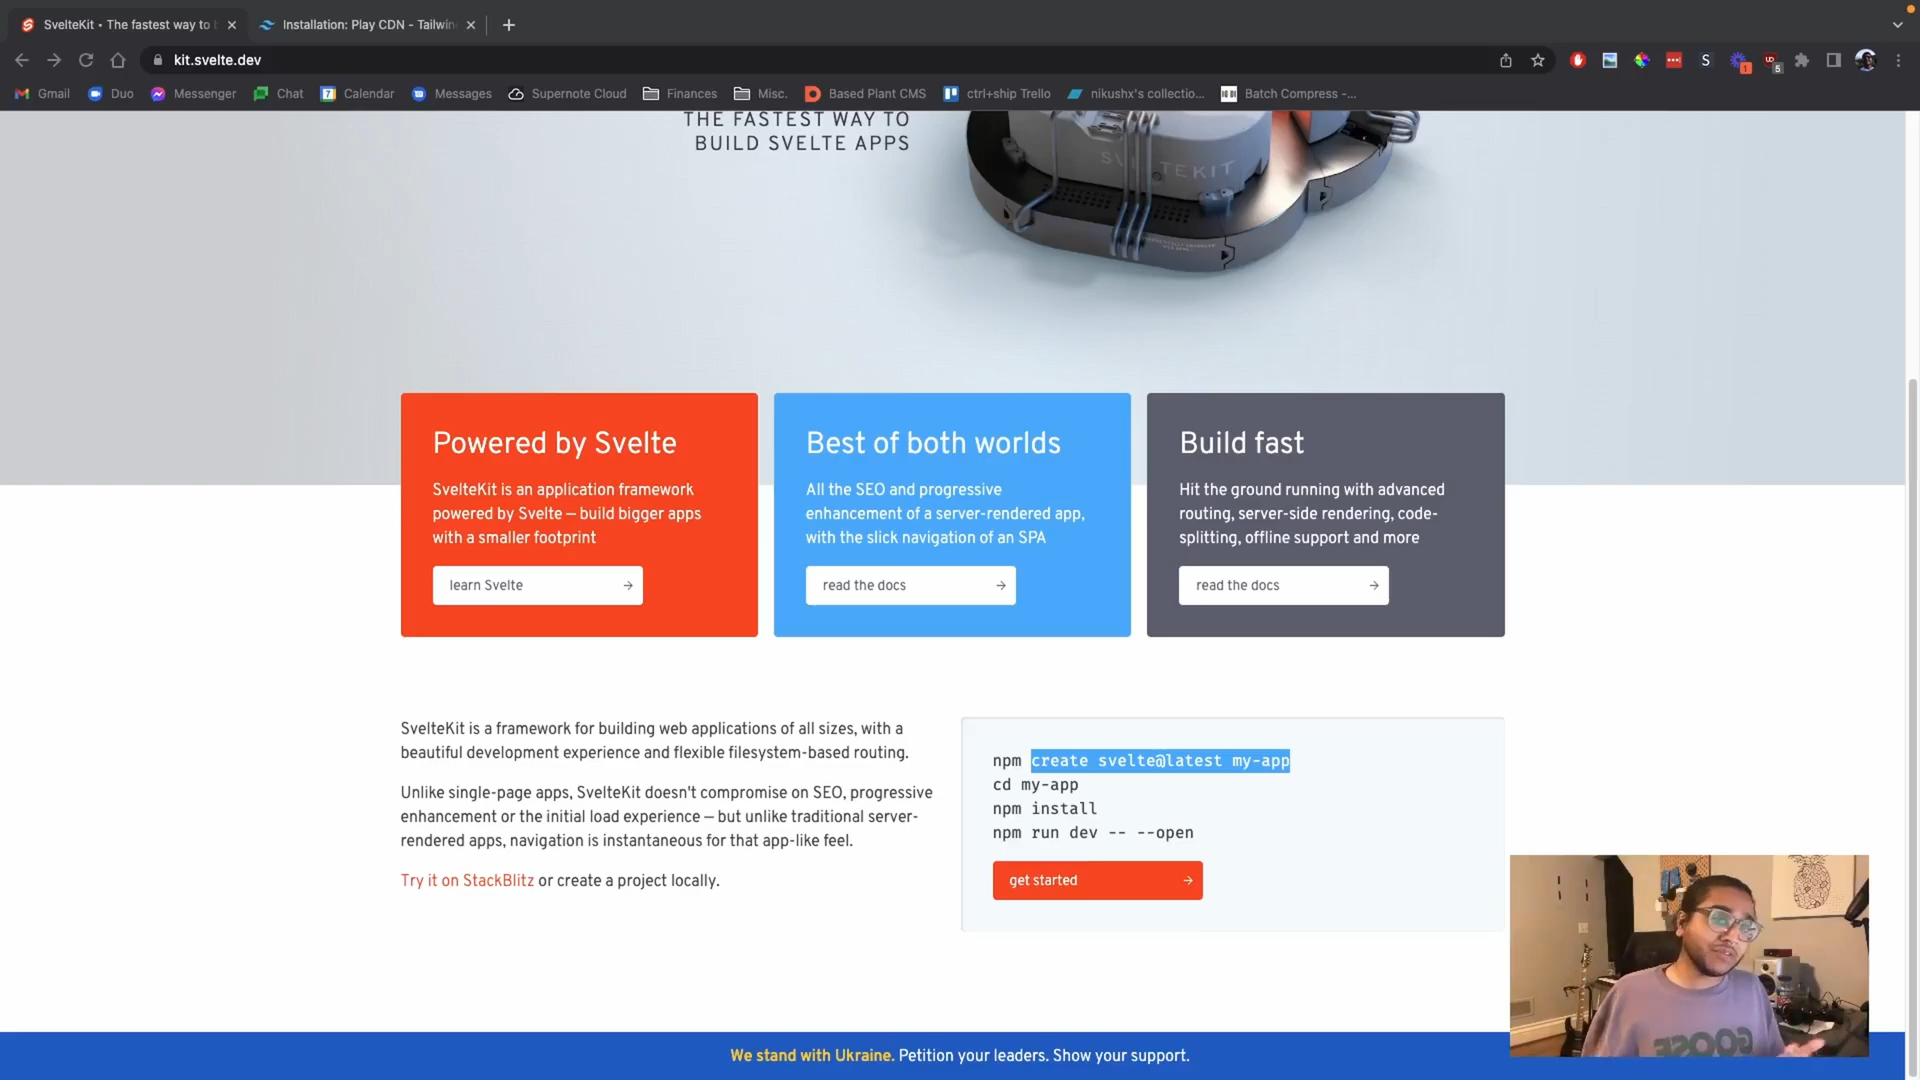 SvelteKit • The fastest way to b
Installation: Play CDN - Tailwin
kit.svelte.dev
S
1
5
Gmail
Duo
Messenger
Chat
7
Calendar
Messages
Supernote Cloud
Finances
Misc.
Based Plant CMS
ctrl+ship Trello
nikushx's collectio...
Batch Compress -...
THE FASTEST WAY TO
BUILD SVELTE APPS
SVELTEKIT
Powered by Svelte
SvelteKit is an application framework
powered by Svelte — build bigger apps
with a smaller footprint
learn Svelte
Best of both worlds
All the SEO and progressive
enhancement of a server-rendered app,
with the slick navigation of an SPA
read the docs
Build fast
Hit the ground running with advanced
routing, server-side rendering, code-
splitting, offline support and more
read the docs
SvelteKit is a framework for building web applications of all sizes, with a
beautiful development experience and flexible filesystem-based routing.
Unlike single-page apps, SvelteKit doesn't compromise on SEO, progressive
enhancement or the initial load experience — but unlike traditional server-
rendered apps, navigation is instantaneous for that app-like feel.
Try it on StackBlitz or create a project locally.
npm create svelte@latest my-app
cd my-app
npm install
npm run dev -- --open
get started
GOOSE
We stand with Ukraine. Petition your leaders. Show your support.